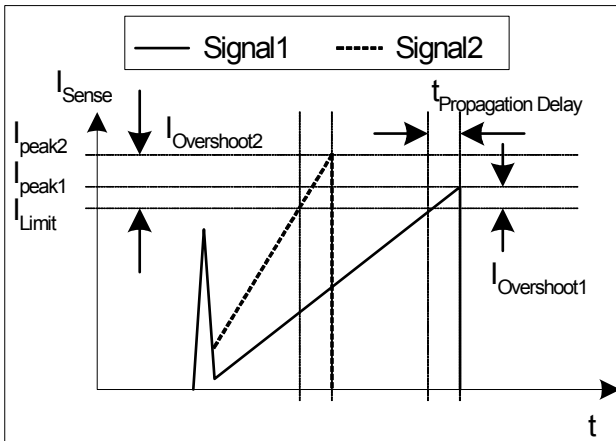 Signal1 Signal2
I_Sense
t_Propagation Delay
I_Overshoot2
I_peak2
I_peak1
I_Limit
I_Overshoot1
t